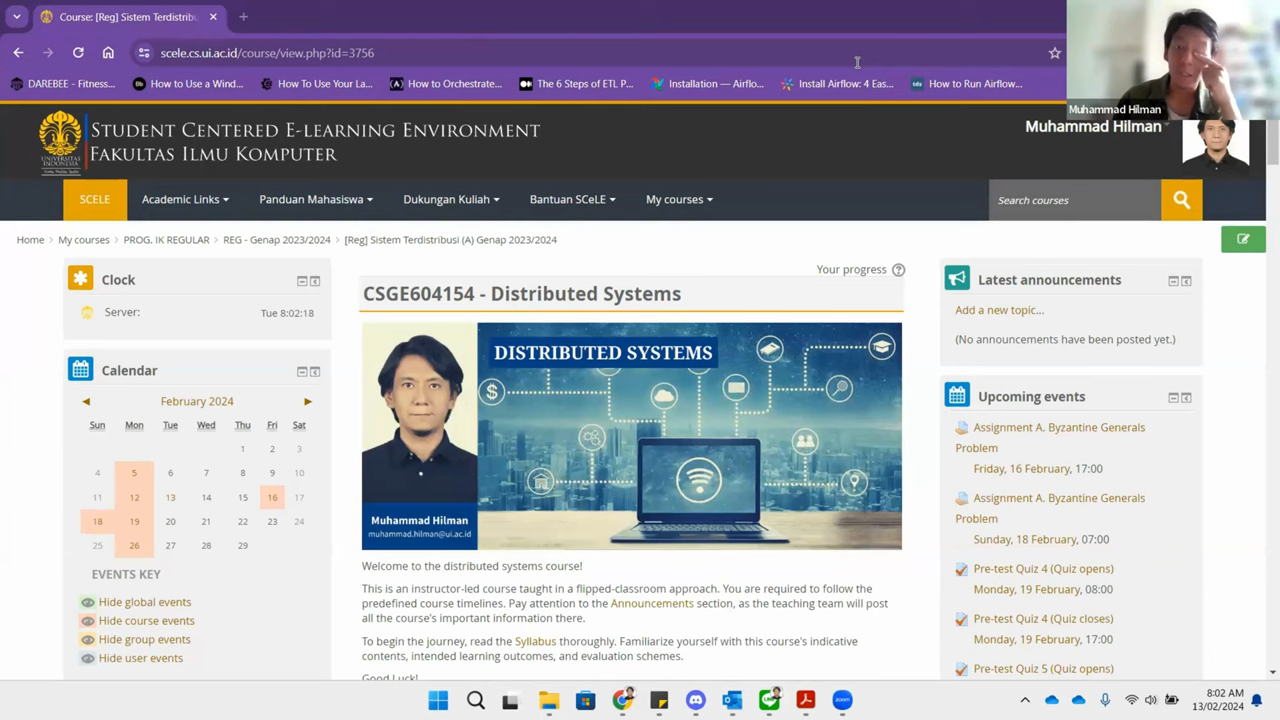 Course: [Reg] Sistem Terdistribu
scele.cs.ui.ac.id/course/view.php?id=3756
DAREBEE - Fitness...
How to Use a Wind...
How To Use Your La...
How to Orchestrate...
The 6 Steps of ETL P...
Installation — Airflo...
Install Airflow: 4 Eas...
tds
How to Run Airflow...
Muhammad Hilman
STUDENT CENTERED E-LEARNING ENVIRONMENT
FAKULTAS ILMU KOMPUTER
Muhammad Hilman
SCELE
Academic Links
Panduan Mahasiswa
Dukungan Kuliah
Bantuan SCeLE
My courses
Search courses
Home
My courses
PROG. IK REGULAR
REG - Genap 2023/2024
[Reg] Sistem Terdistribusi (A) Genap 2023/2024
Clock
Server:
Tue 8:02:18
Calendar
February 2024
Sun Mon Tue Wed Thu Fri Sat
1 2 3
4 5 6 7 8 9 10
11 12 13 14 15 16 17
18 19 20 21 22 23 24
25 26 27 28 29
EVENTS KEY
Hide global events
Hide course events
Hide group events
Hide user events
Your progress
CSGE604154 - Distributed Systems
DISTRIBUTED SYSTEMS
Muhammad Hilman
muhammad.hilman@ui.ac.id
Welcome to the distributed systems course!
This is an instructor-led course taught in a flipped-classroom approach. You are required to follow the
predefined course timelines. Pay attention to the Announcements section, as the teaching team will post
all the course's important information there.
To begin the journey, read the Syllabus thoroughly. Familiarize yourself with this course's indicative
contents, intended learning outcomes, and evaluation schemes.
Good Luck!
Latest announcements
Add a new topic...
(No announcements have been posted yet.)
Upcoming events
Assignment A. Byzantine Generals
Problem
Friday, 16 February, 17:00
Assignment A. Byzantine Generals
Problem
Sunday, 18 February, 07:00
Pre-test Quiz 4 (Quiz opens)
Monday, 19 February, 08:00
Pre-test Quiz 4 (Quiz closes)
Monday, 19 February, 17:00
Pre-test Quiz 5 (Quiz opens)
zoom
8:02 AM
13/02/2024